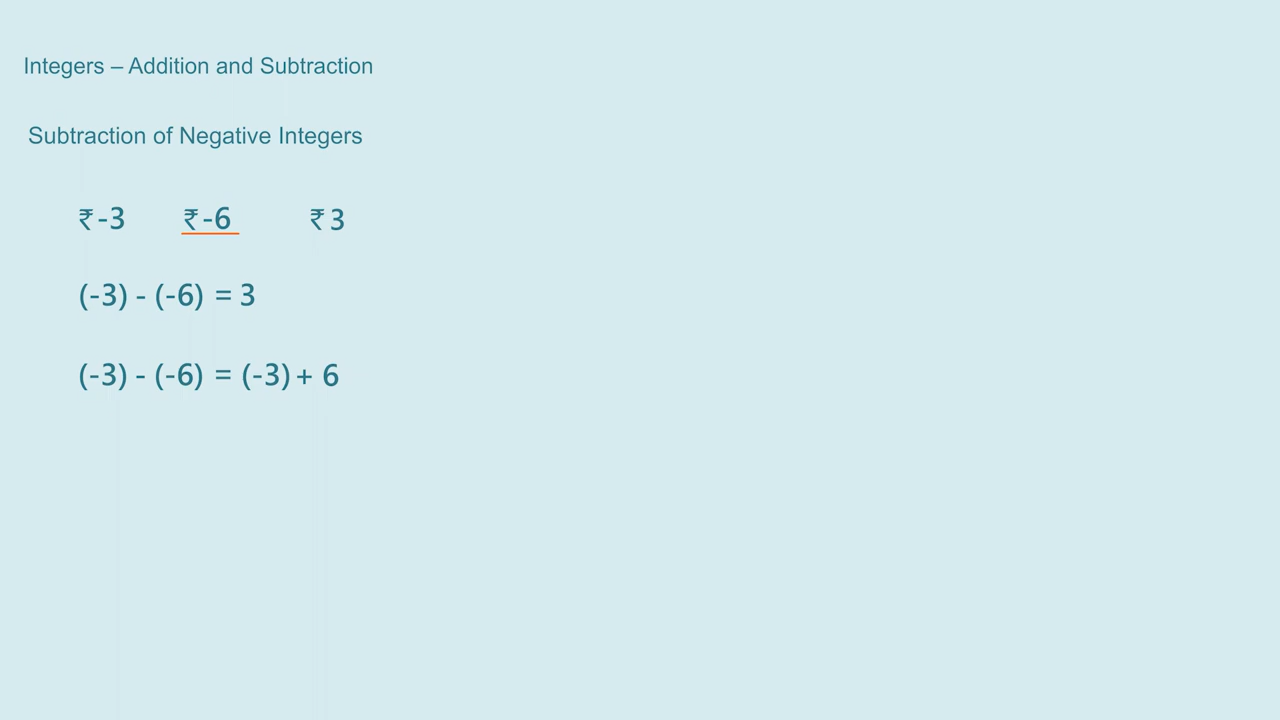 Integers – Addition and Subtraction
Subtraction of Negative Integers
₹ -3 ₹ -6 ₹ 3
(-3) - (-6) = 3
(-3) - (-6) = (-3) + 6